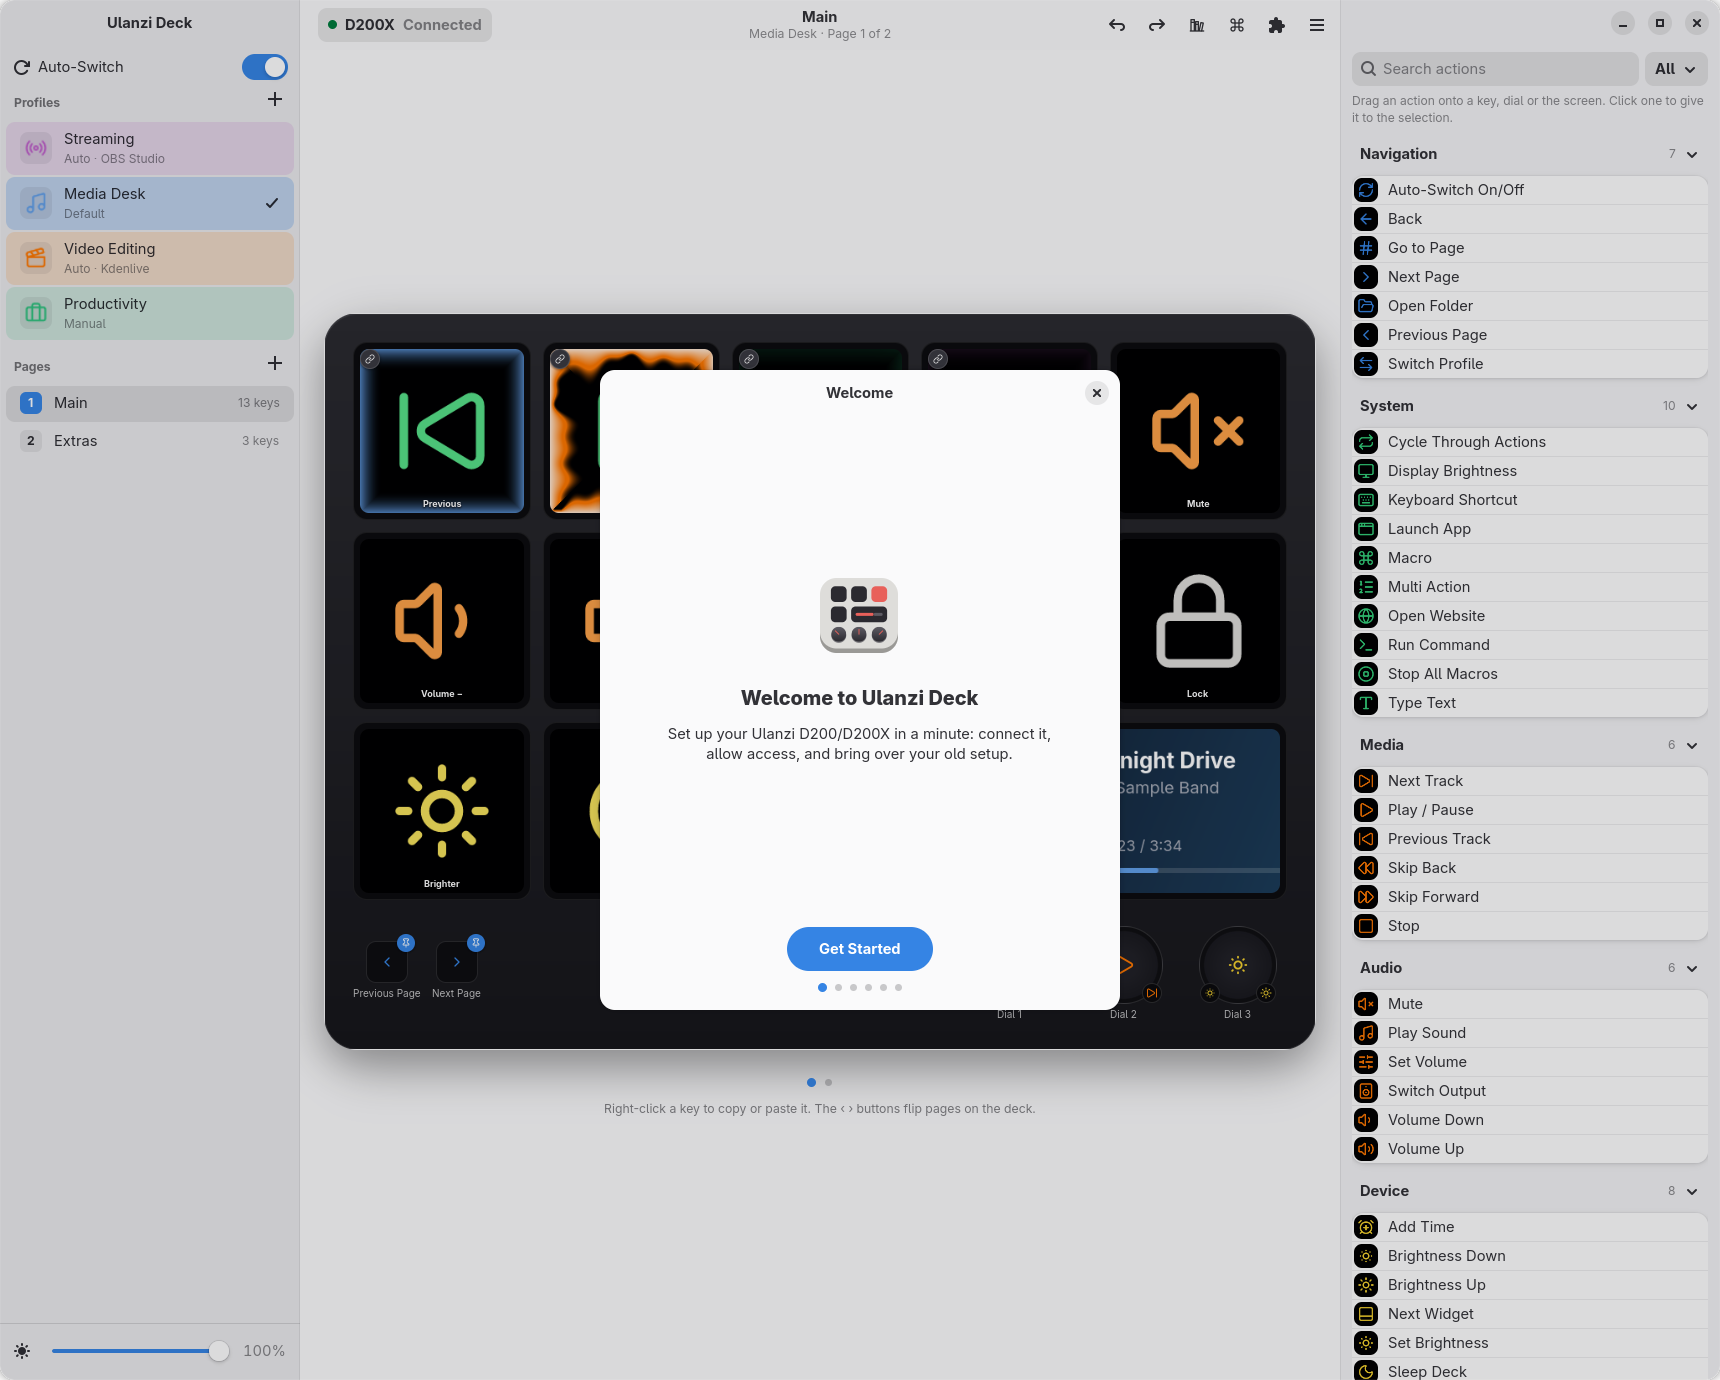 Ulanzi Deck
Auto-Switch
Profiles
Streaming
Auto · OBS Studio
Media Desk
Default
Video Editing
Auto · Kdenlive
Productivity
Manual
Pages
1 Main 13 keys
2 Extras 3 keys
100%
D200X Connected
Main
Media Desk · Page 1 of 2
Previous
Mute
Volume –
Lock
Brighter
night Drive
Sample Band
23 / 3:34
Previous Page
Next Page
Dial 1
Dial 2
Dial 3
Right-click a key to copy or paste it. The ‹ › buttons flip pages on the deck.
Welcome
Welcome to Ulanzi Deck
Set up your Ulanzi D200/D200X in a minute: connect it,
allow access, and bring over your old setup.
Get Started
Search actions
All
Drag an action onto a key, dial or the screen. Click one to give
it to the selection.
Navigation 7
Auto-Switch On/Off
Back
Go to Page
Next Page
Open Folder
Previous Page
Switch Profile
System 10
Cycle Through Actions
Display Brightness
Keyboard Shortcut
Launch App
Macro
Multi Action
Open Website
Run Command
Stop All Macros
Type Text
Media 6
Next Track
Play / Pause
Previous Track
Skip Back
Skip Forward
Stop
Audio 6
Mute
Play Sound
Set Volume
Switch Output
Volume Down
Volume Up
Device 8
Add Time
Brightness Down
Brightness Up
Next Widget
Set Brightness
Sleep Deck